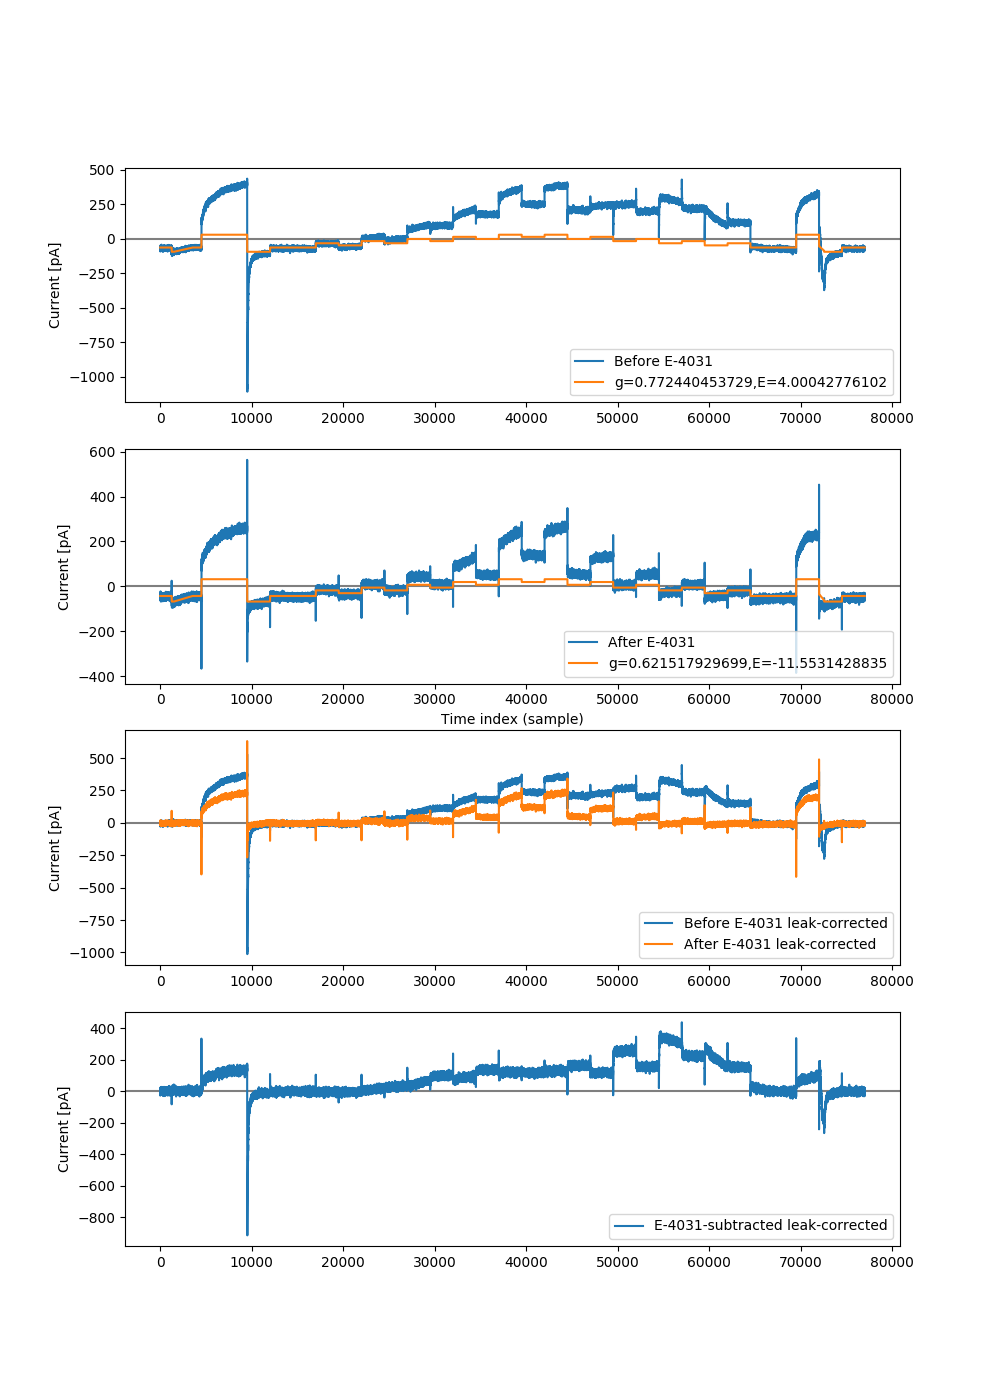 500
250
0
−250
−500
−750
−1000
Current [pA]
Before E-4031
g=0.772440453729,E=4.00042776102
0 10000 20000 30000 40000 50000 60000 70000 80000
600
400
200
0
−200
−400
Current [pA]
After E-4031
g=0.621517929699,E=-11.5531428835
0 10000 20000 30000 40000 50000 60000 70000 80000
Time index (sample)
500
250
0
−250
−500
−750
−1000
Current [pA]
Before E-4031 leak-corrected
After E-4031 leak-corrected
0 10000 20000 30000 40000 50000 60000 70000 80000
400
200
0
−200
−400
−600
−800
Current [pA]
E-4031-subtracted leak-corrected
0 10000 20000 30000 40000 50000 60000 70000 80000